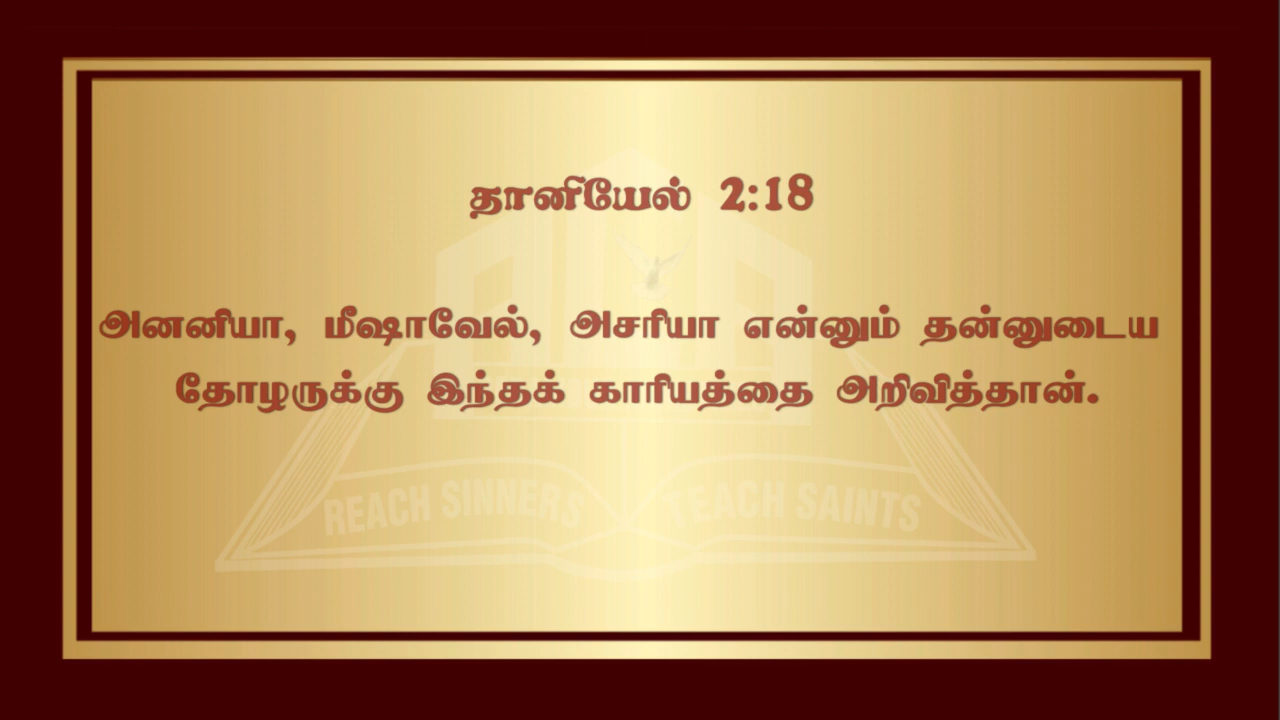 தானியேல் 2:18
அனனியா, மீஷாவேல், அசரியா என்னும் தன்னுடைய
தோழருக்கு இந்தக் காரியத்தை அறிவித்தான்.
REACH SINNERS TEACH SAINTS